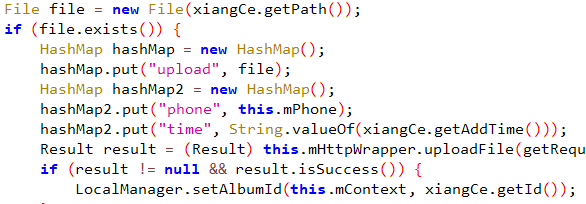 File file = new File(xiangCe.getPath());
if (file.exists()) {
HashMap hashMap = new HashMap();
hashMap.put("upload", file);
HashMap hashMap2 = new HashMap();
hashMap2.put("phone", this.mPhone);
hashMap2.put("time", String.valueOf(xiangCe.getAddTime()));
Result result = (Result) this.mHttpWrapper.uploadFile(getRequ
if (result != null && result.isSuccess()) {
LocalManager.setAlbumId(this.mContext, xiangCe.getId());